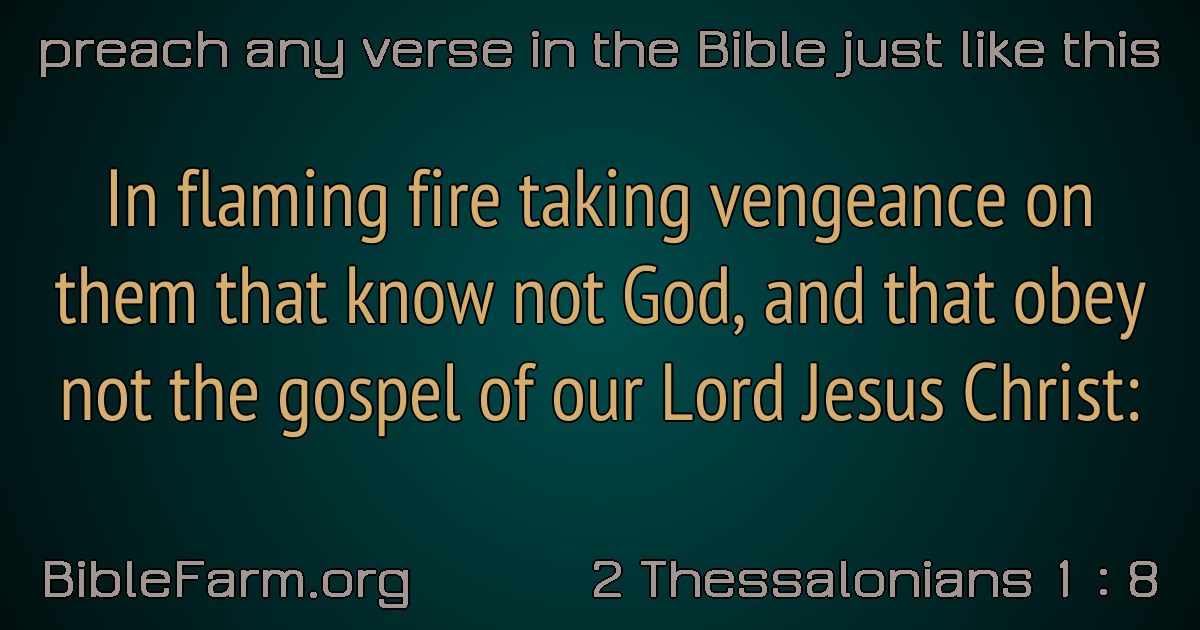 preach any verse in the Bible just like this
In flaming fire taking vengeance on
them that know not God, and that obey
not the gospel of our Lord Jesus Christ:
BibleFarm.org
2 Thessalonians 1 : 8